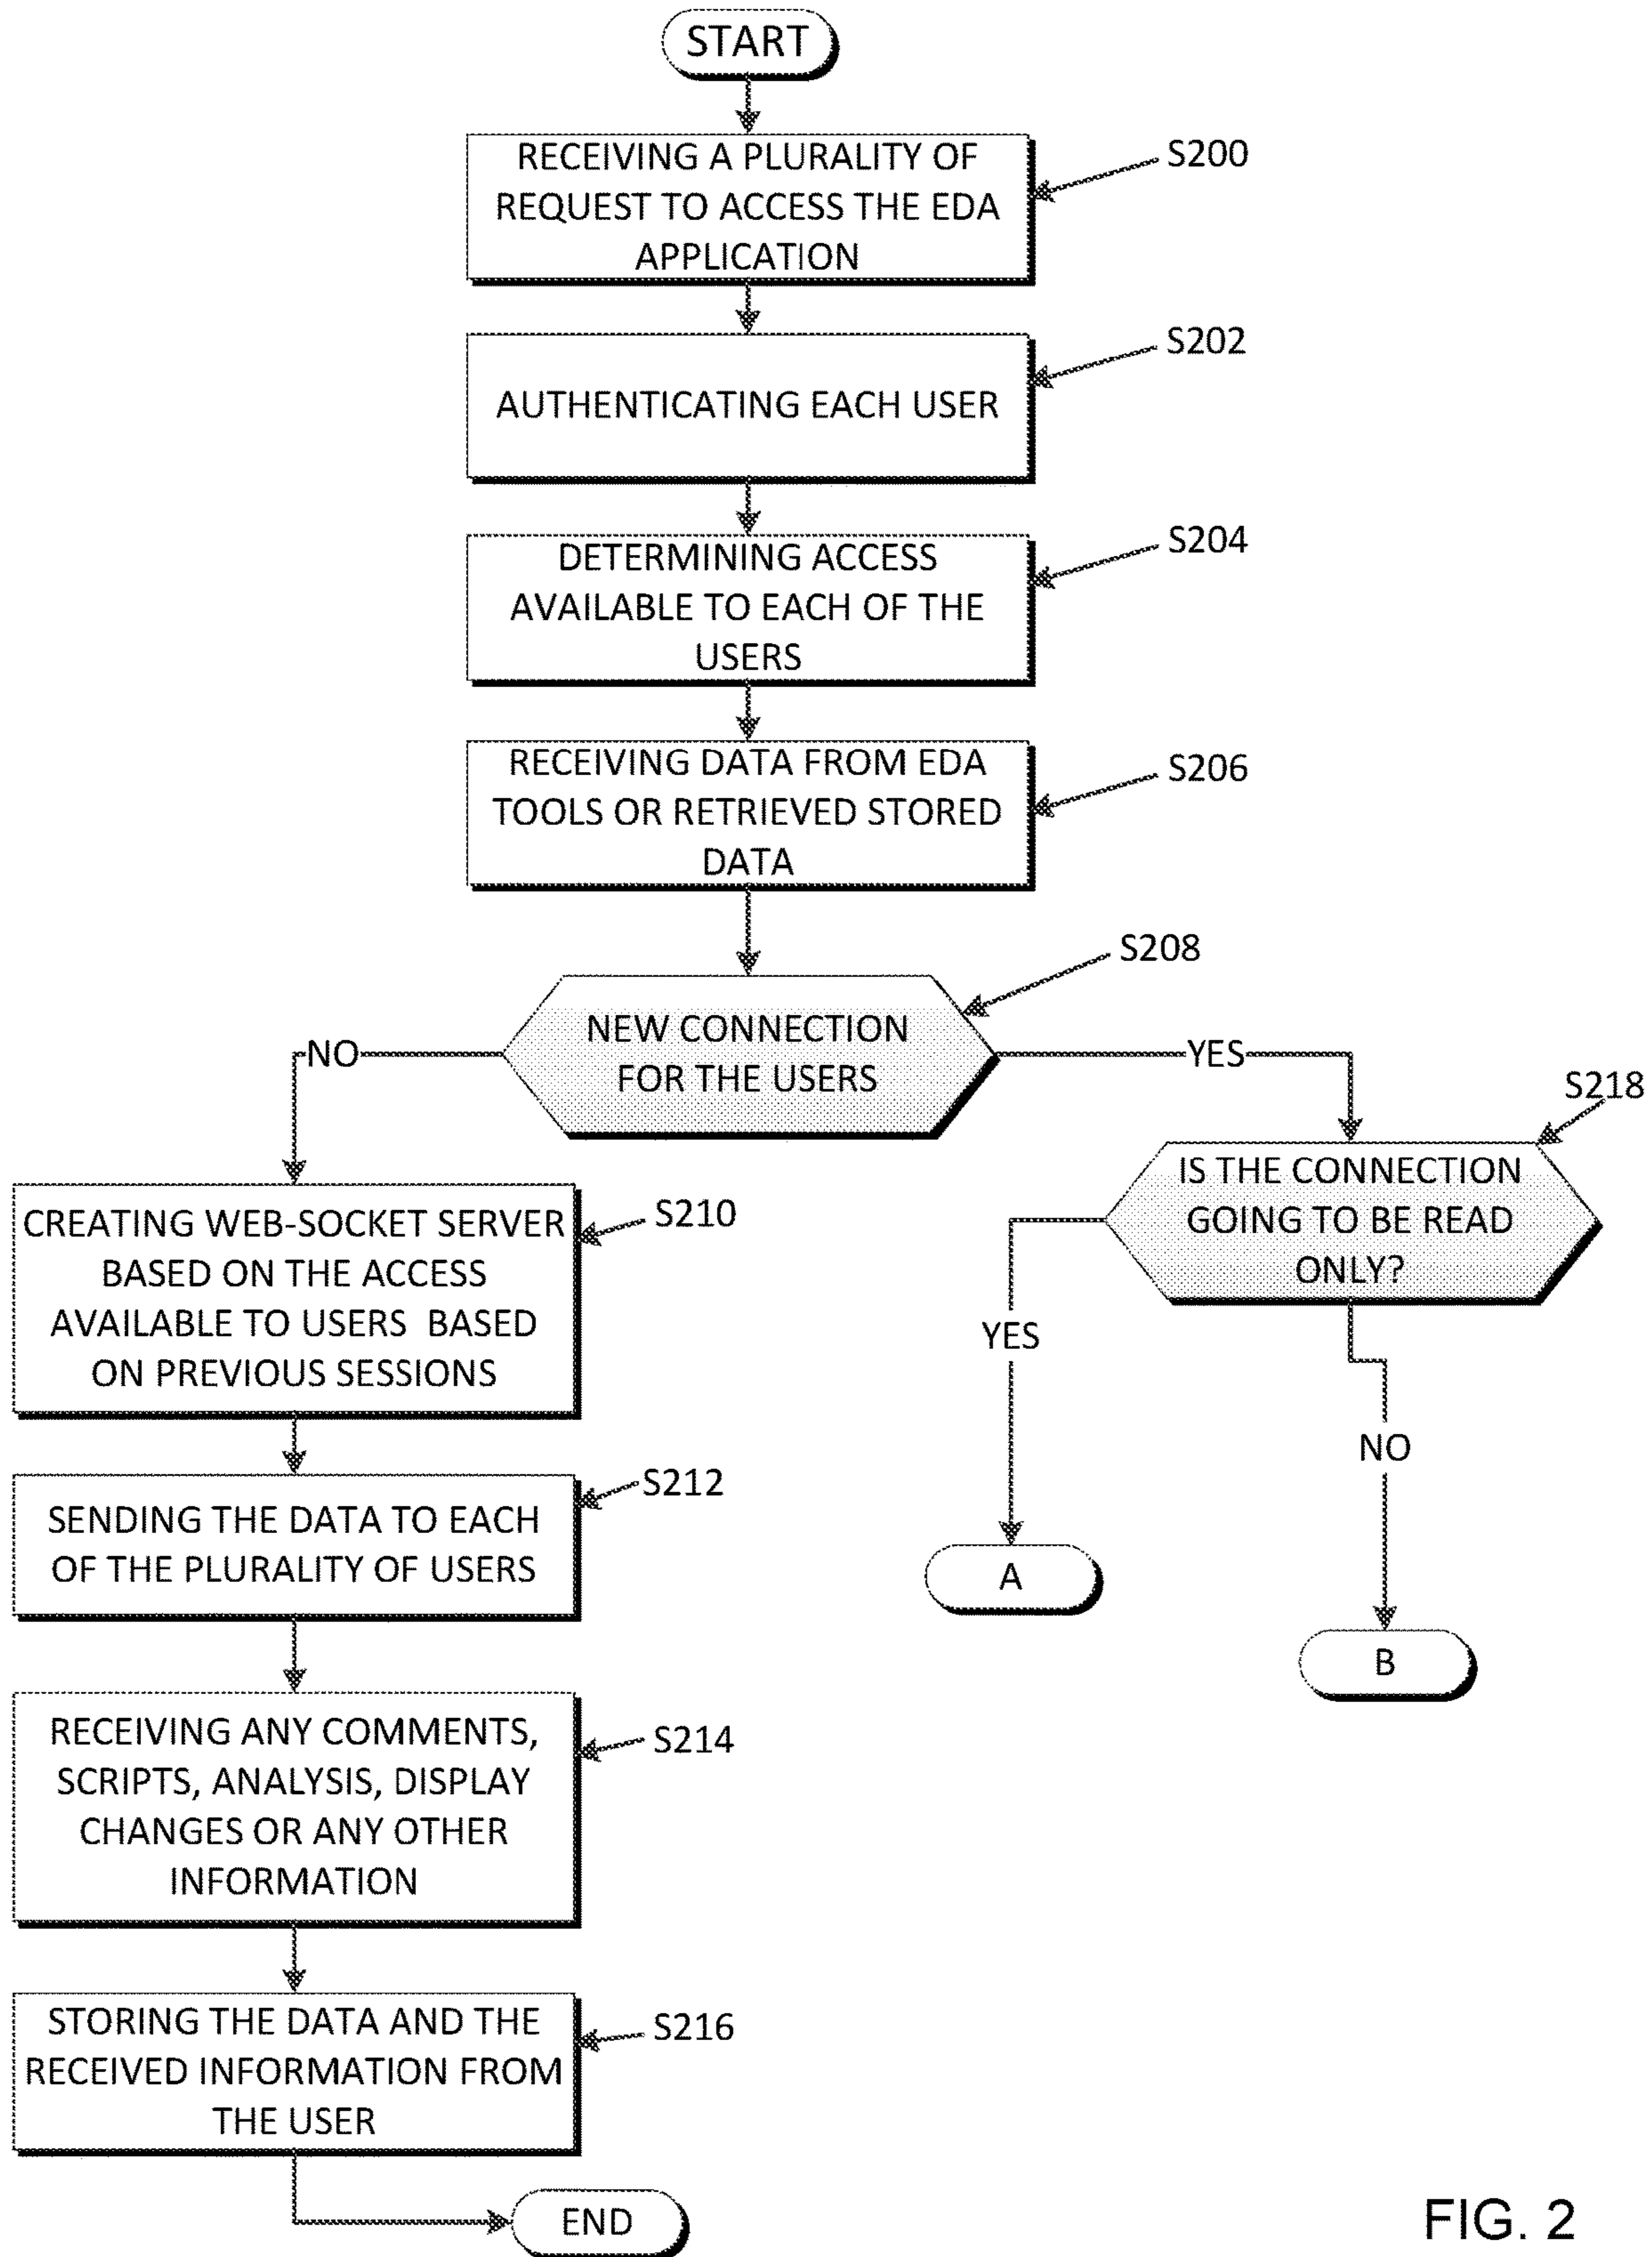 START
RECEIVING A PLURALITY OF
REQUEST TO ACCESS THE EDA
APPLICATION
S200
AUTHENTICATING EACH USER
S202
DETERMINING ACCESS
AVAILABLE TO EACH OF THE
USERS
S204
RECEIVING DATA FROM EDA
TOOLS OR RETRIEVED STORED
DATA
S206
NEW CONNECTION
FOR THE USERS
S208
NO
YES
CREATING WEB-SOCKET SERVER
BASED ON THE ACCESS
AVAILABLE TO USERS BASED
ON PREVIOUS SESSIONS
S210
SENDING THE DATA TO EACH
OF THE PLURALITY OF USERS
S212
RECEIVING ANY COMMENTS,
SCRIPTS, ANALYSIS, DISPLAY
CHANGES OR ANY OTHER
INFORMATION
S214
STORING THE DATA AND THE
RECEIVED INFORMATION FROM
THE USER
S216
END
IS THE CONNECTION
GOING TO BE READ
ONLY?
S218
YES
NO
A
B
FIG. 2